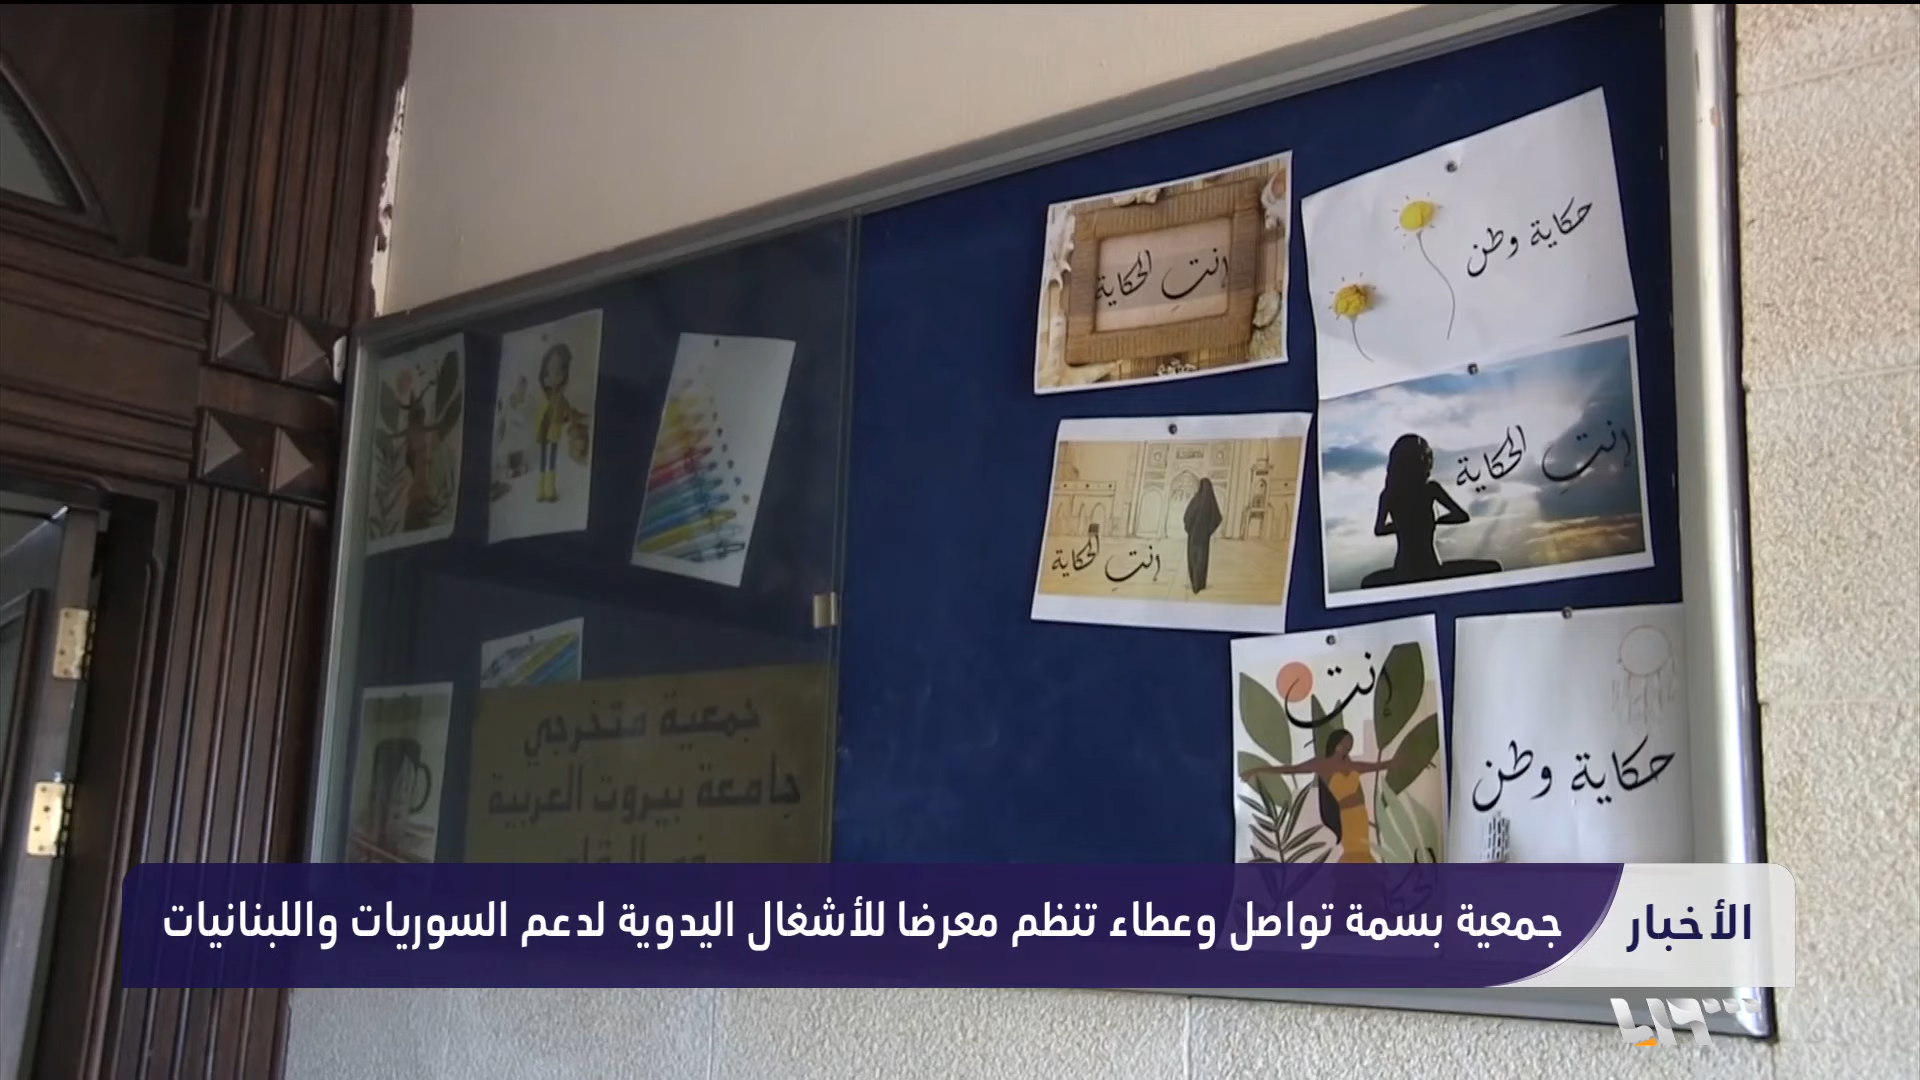 حكاية وطن
إنتِ الحكاية
إنتِ الحكاية
إنتِ الحكاية
إنتِ
حكاية وطن
جمعية متخرجي
جامعة بيروت العربية
الأخبار
جمعية بسمة تواصل وعطاء تنظم معرضا للأشغال اليدوية لدعم السوريات واللبنانيات